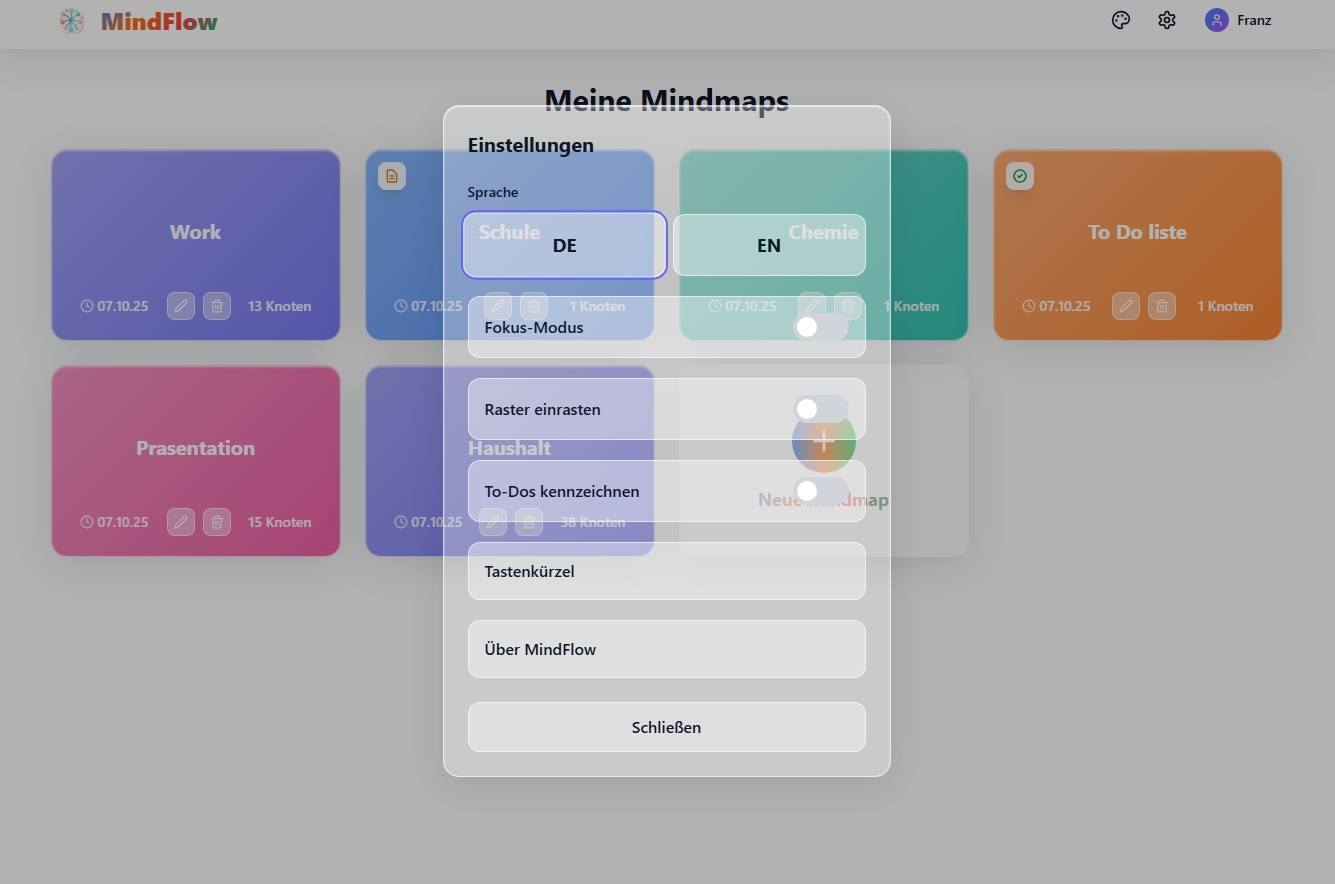 MindFlow
Franz
Meine Mindmaps
Einstellungen
Sprache
DE
EN
Fokus-Modus
Raster einrasten
To-Dos kennzeichnen
Tastenkürzel
Über MindFlow
Schließen
Work
07.10.25 13 Knoten
Schule
07.10.25 1 Knoten
Chemie
07.10.25 1 Knoten
To Do liste
07.10.25 1 Knoten
Prasentation
07.10.25 15 Knoten
Haushalt
07.10.25 38 Knoten
Neue Mindmap